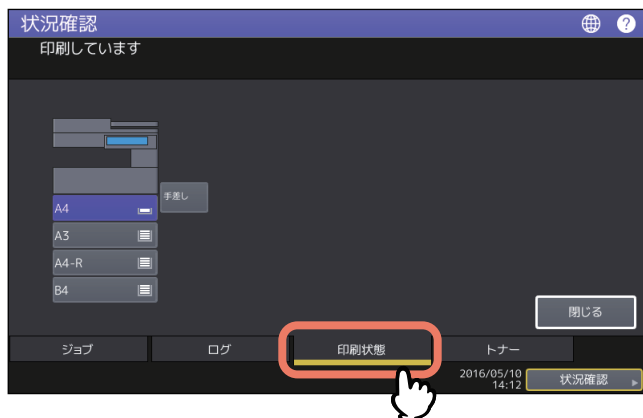 状況確認
?
印刷しています
手差し
A4
A3
A4-R
B4
閉じる
ジョブ ログ 印刷状態 トナー
2016/05/10
14:12
状況確認